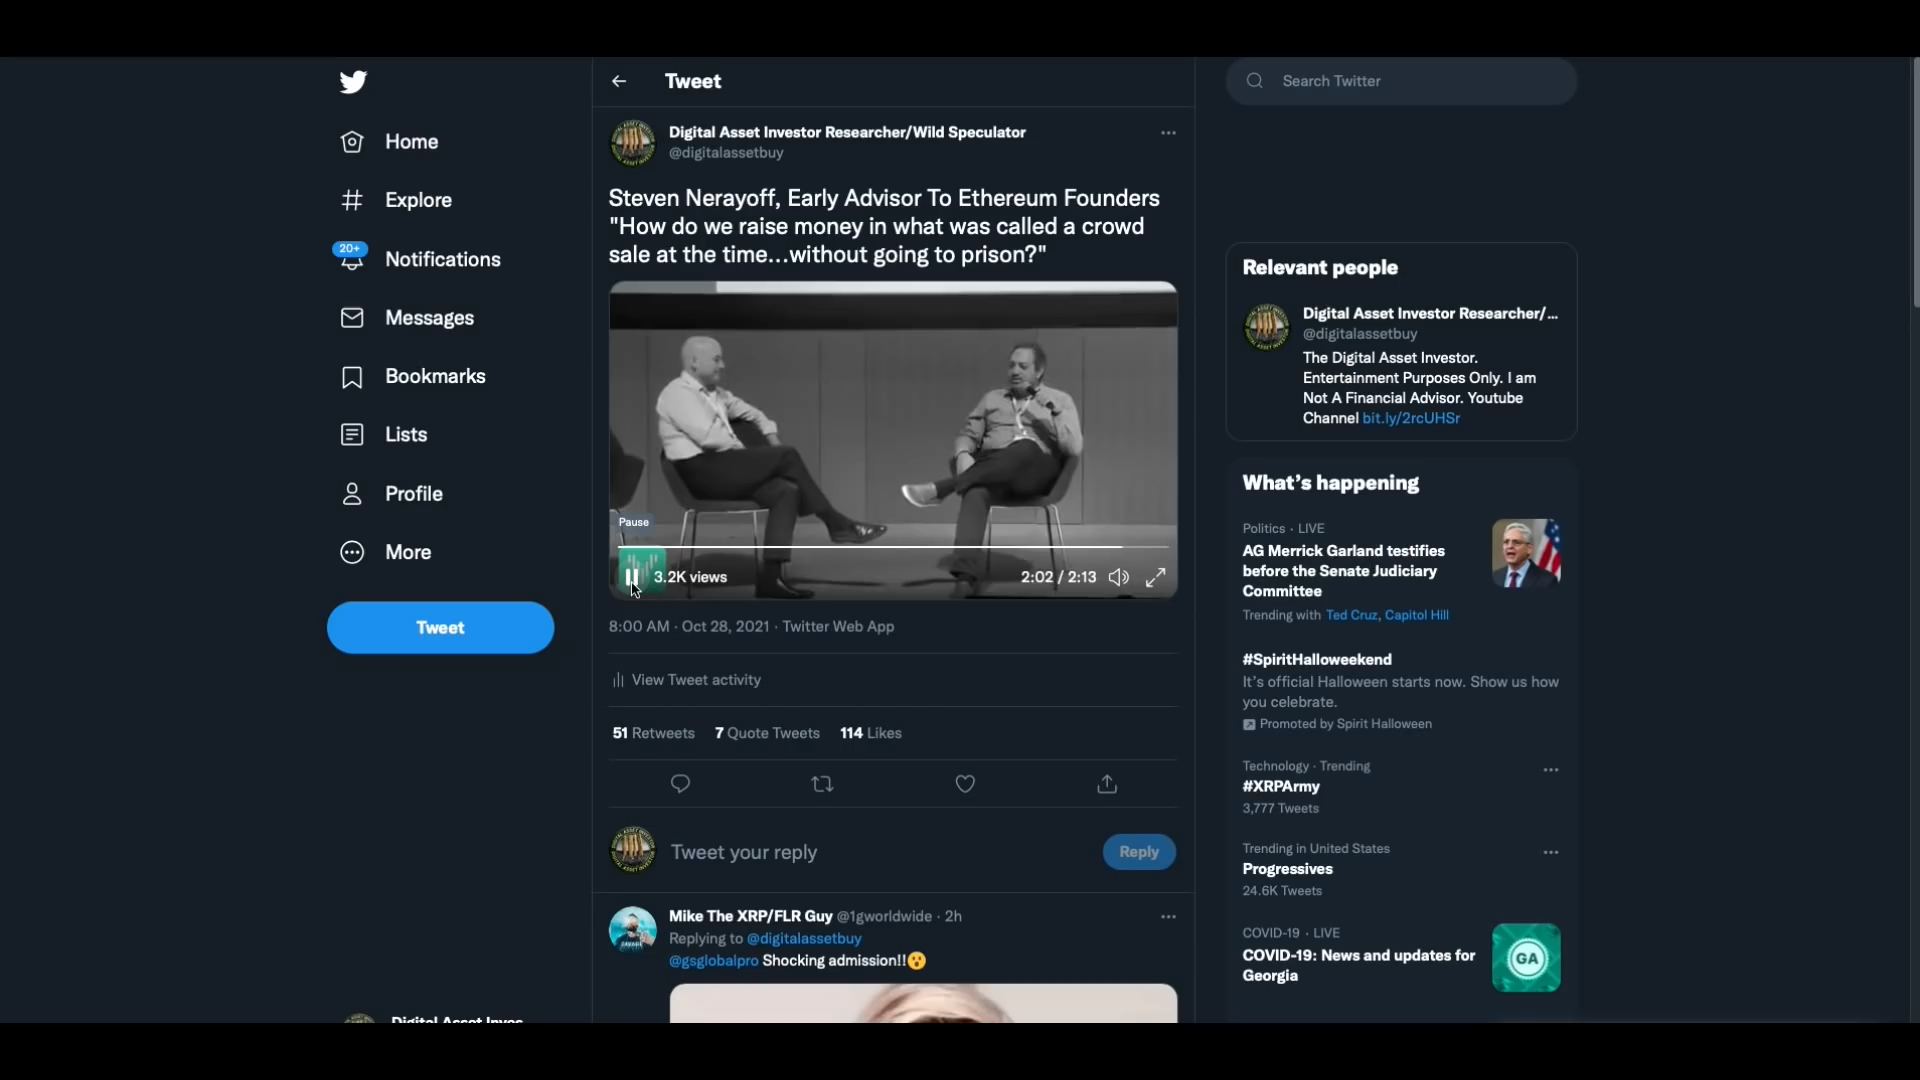 Tweet
Search Twitter
Home
Explore
20+
Notifications
Messages
Bookmarks
Lists
Profile
More
Tweet
Digital Asset Investor Researcher/Wild Speculator
@digitalassetbuy
Steven Nerayoff, Early Advisor To Ethereum Founders
"How do we raise money in what was called a crowd
sale at the time...without going to prison?"
Pause
3.2K views
2:02 / 2:13
8:00 AM · Oct 28, 2021 · Twitter Web App
View Tweet activity
51 Retweets 7 Quote Tweets 114 Likes
Tweet your reply
Reply
Mike The XRP/FLR Guy @1gworldwide · 2h
Replying to @digitalassetbuy
@gsglobalpro Shocking admission!!😮
Relevant people
Digital Asset Investor Researcher/...
@digitalassetbuy
The Digital Asset Investor.
Entertainment Purposes Only. I am
Not A Financial Advisor. Youtube
Channel bit.ly/2rcUHSr
What's happening
Politics · LIVE
AG Merrick Garland testifies
before the Senate Judiciary
Committee
Trending with Ted Cruz, Capitol Hill
#SpiritHalloweekend
It's official Halloween starts now. Show us how
you celebrate.
Promoted by Spirit Halloween
Technology · Trending
#XRPArmy
3,777 Tweets
Trending in United States
Progressives
24.6K Tweets
COVID-19 · LIVE
COVID-19: News and updates for
Georgia
GA